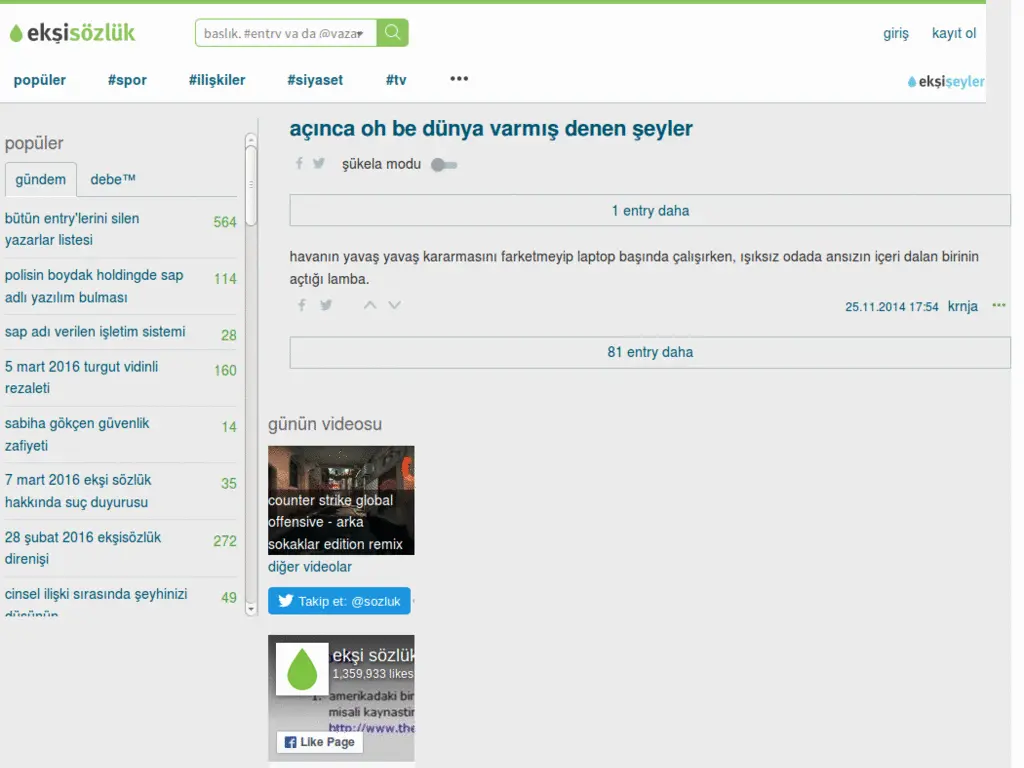 ekşisözlük
başlık, #entry ya da @yazar
giriş
kayıt ol
popüler
#spor
#ilişkiler
#siyaset
#tv
•••
ekşişeyler
popüler
gündem
debe™
bütün entry'lerini silen
yazarlar listesi
564
polisin boydak holdingde sap
adlı yazılım bulması
114
sap adı verilen işletim sistemi
28
5 mart 2016 turgut vidinli
rezaleti
160
sabiha gökçen güvenlik
zafiyeti
14
7 mart 2016 ekşi sözlük
hakkında suç duyurusu
35
28 şubat 2016 ekşisözlük
direnişi
272
cinsel ilişki sırasında şeyhinizi
düşünün
49
açınca oh be dünya varmış denen şeyler
şükela modu
1 entry daha
havanın yavaş yavaş kararmasını farketmeyip laptop başında çalışırken, ışıksız odada ansızın içeri dalan birinin
açtığı lamba.
25.11.2014 17:54 krnja
81 entry daha
günün videosu
counter strike global
offensive - arka
sokaklar edition remix
diğer videolar
Takip et: @sozluk
ekşi sözlük
1,359,933 likes
1. amerikadaki bir
misali kaynastir
http://www.the
Like Page